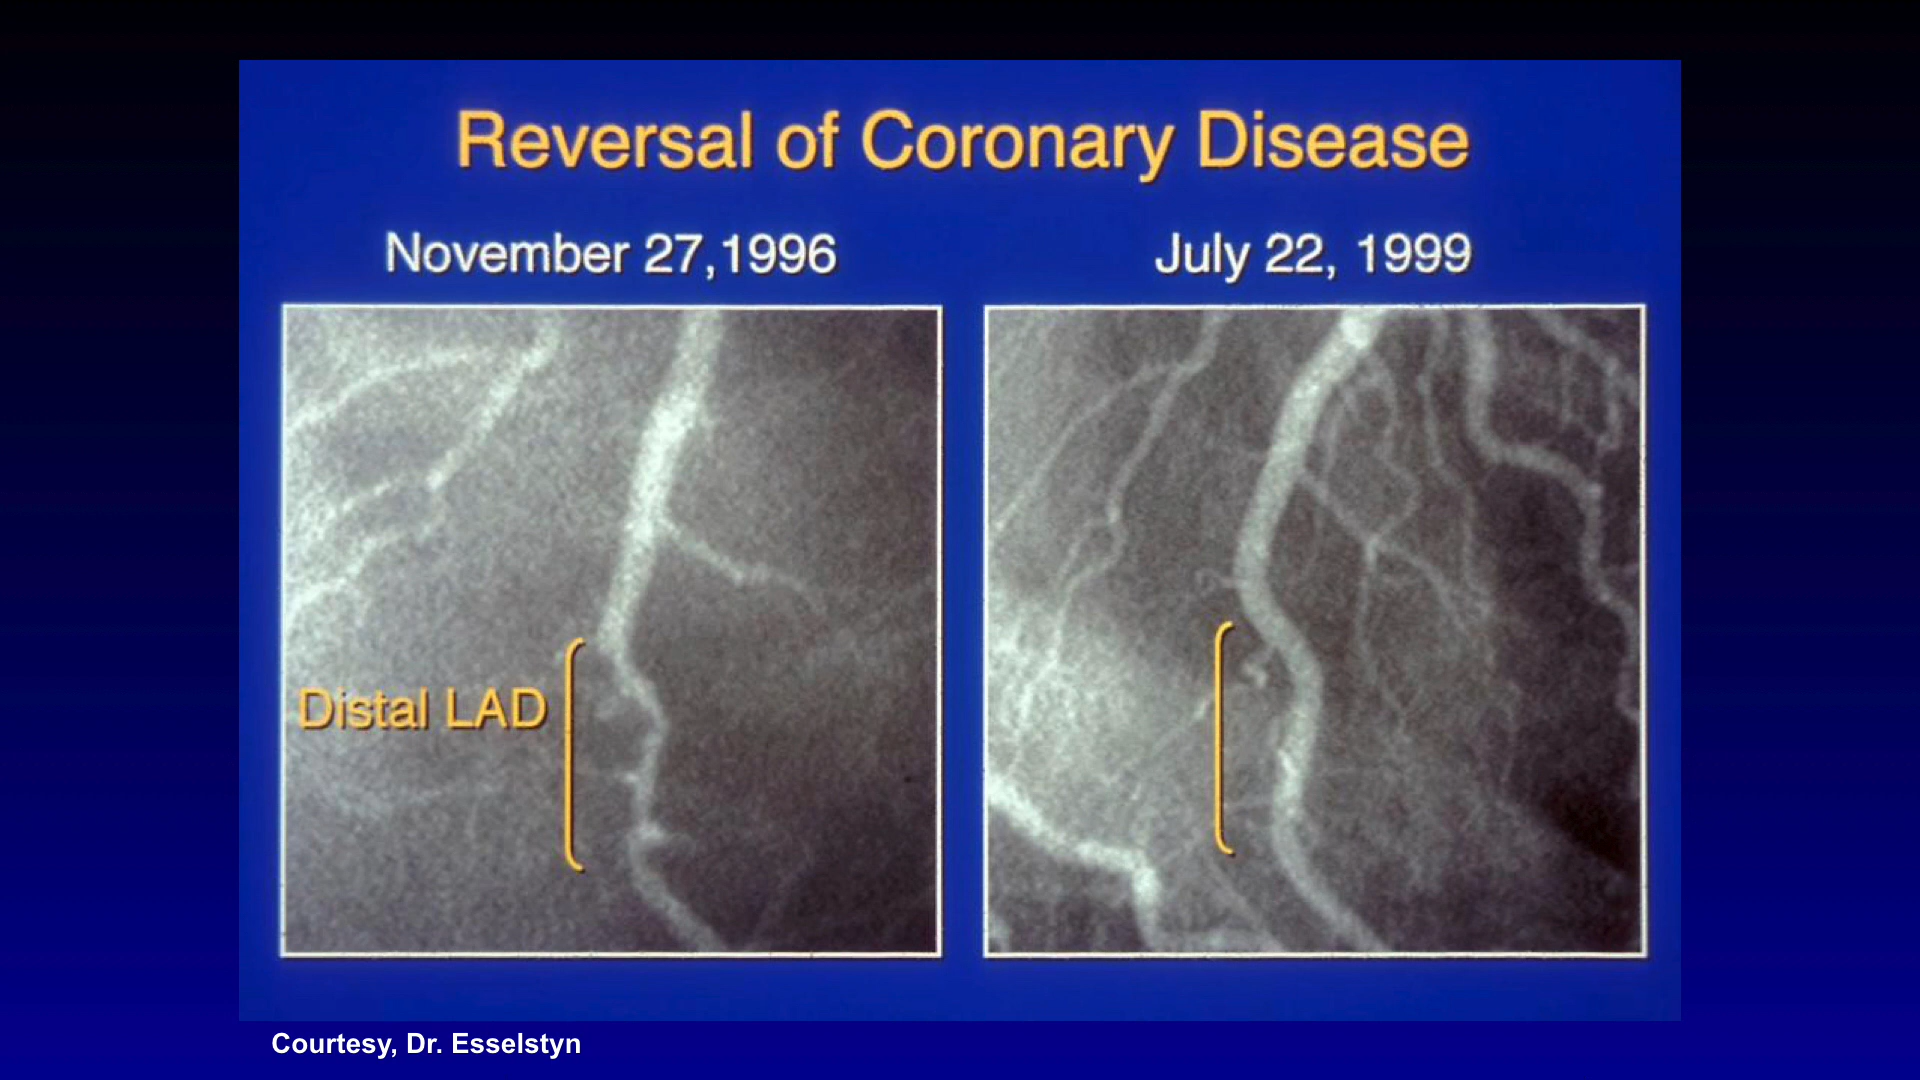 Reversal of Coronary Disease
November 27,1996
July 22, 1999
Distal LAD
Courtesy, Dr. Esselstyn